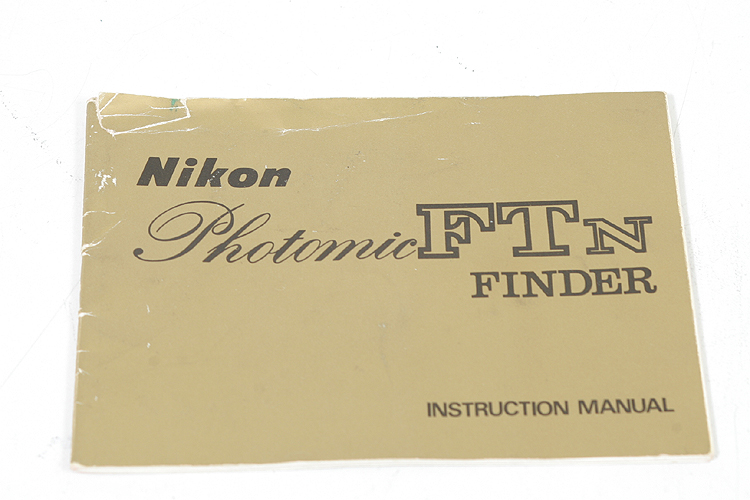 Nikon
Photomic FTN
FINDER
INSTRUCTION MANUAL